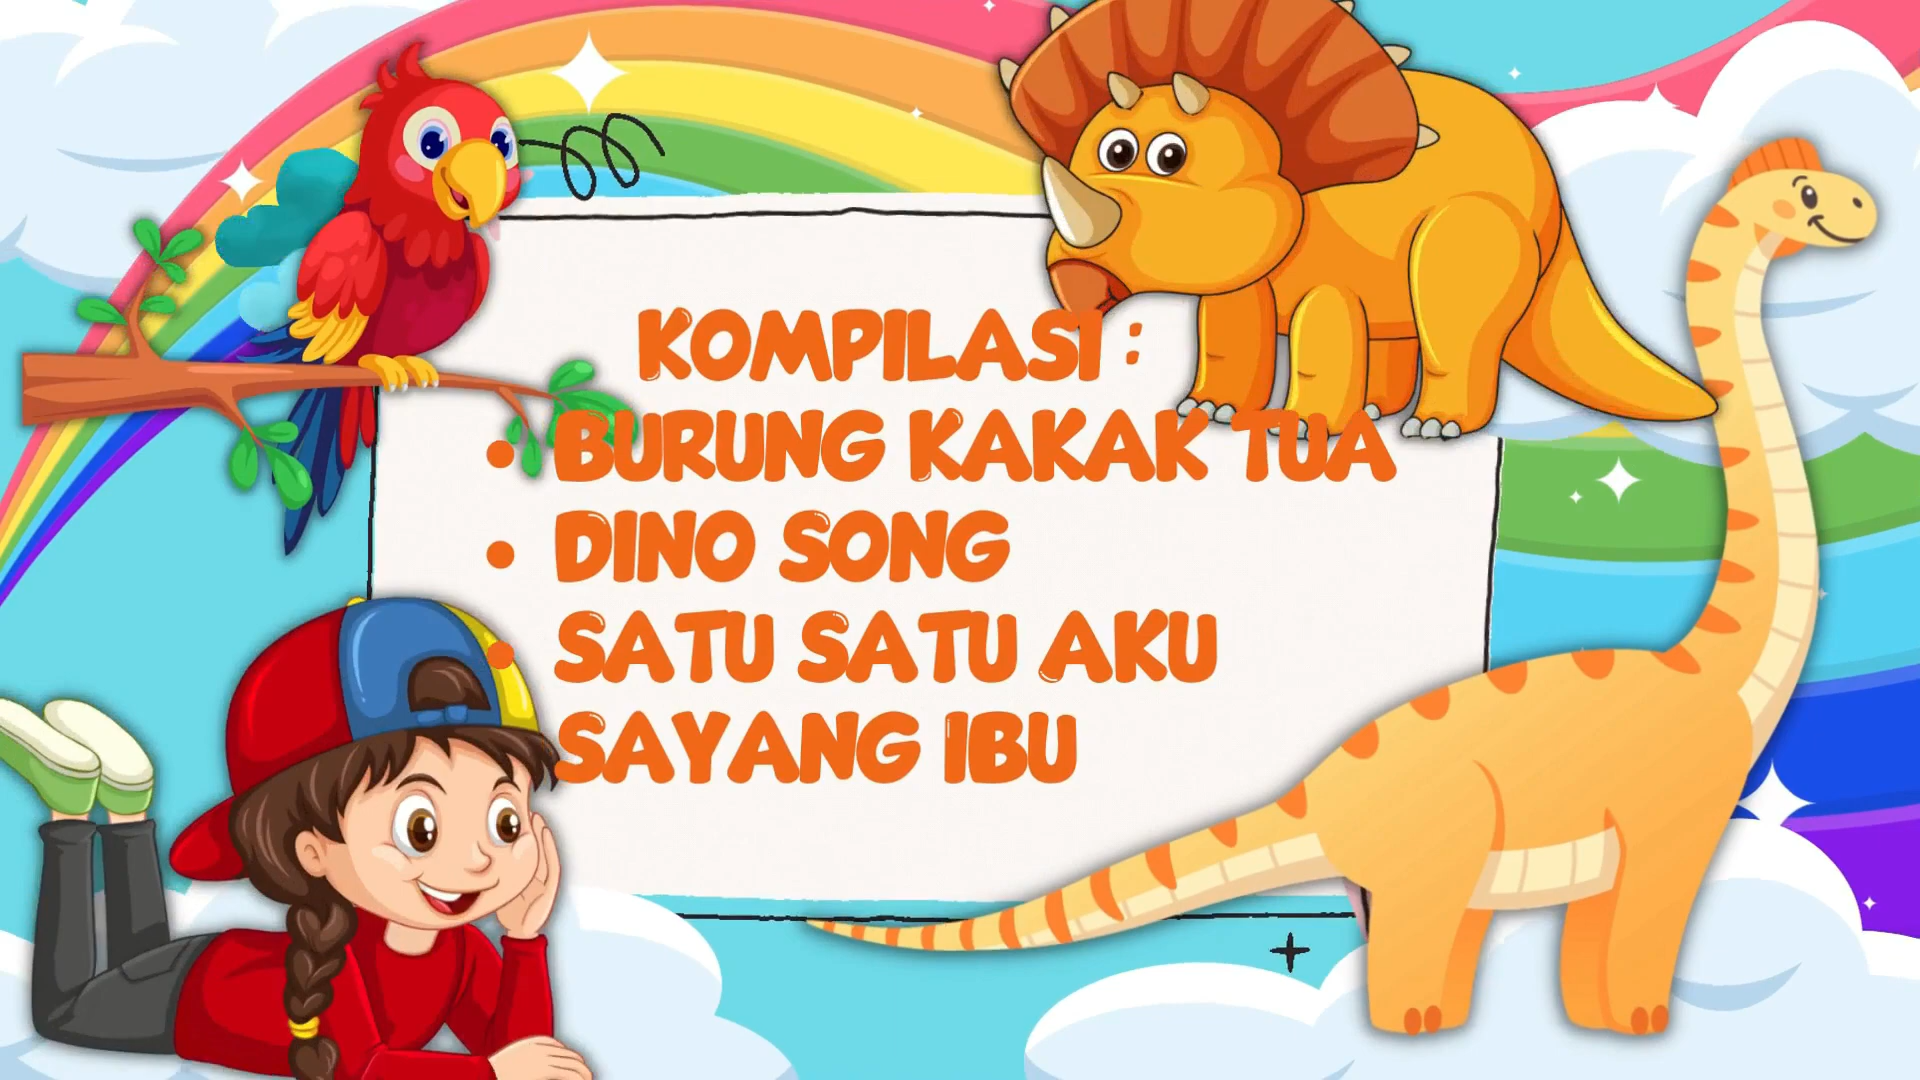 KOMPILASI :
• BURUNG KAKAK TUA
• DINO SONG
• SATU SATU AKU
SAYANG IBU